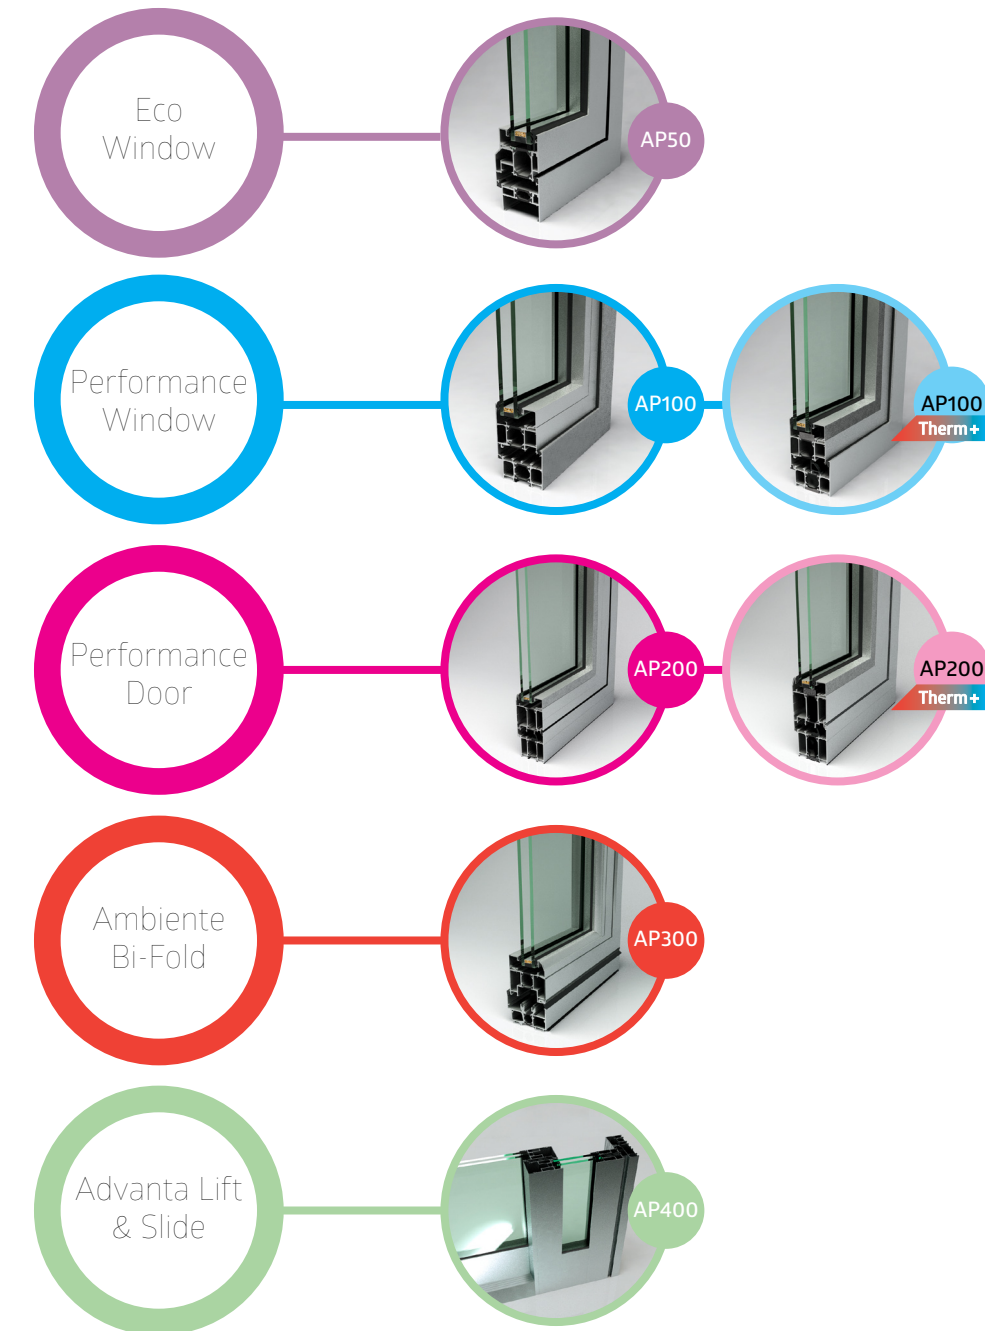 Eco
Window
AP50
Performance
Window
AP100
AP100
Therm+
Performance
Door
AP200
AP200
Therm+
Ambiente
Bi-Fold
AP300
Advanta Lift
& Slide
AP400